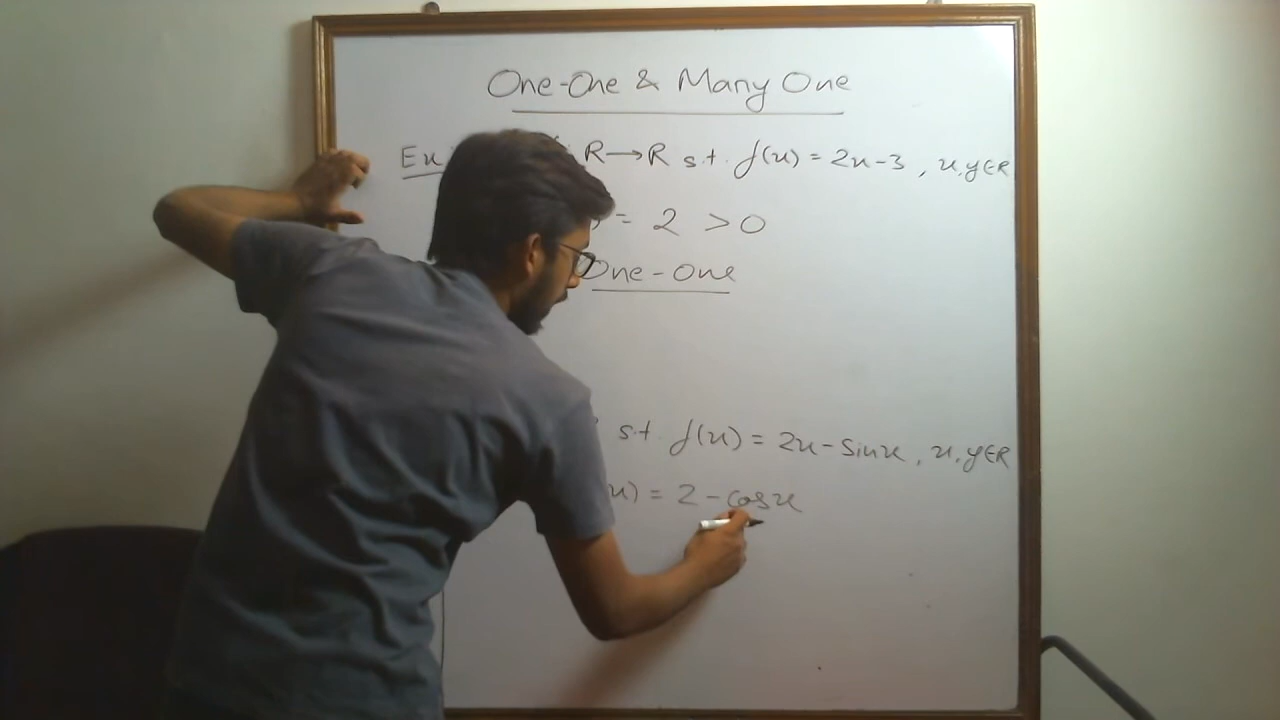 One-One & Many One
Ex R→R s.t. f(x) = 2x-3 , x,y∈R
= 2 > 0
One-One
s.t. f(x) = 2x-Sinx , x,y∈R
x) = 2 - Cosx